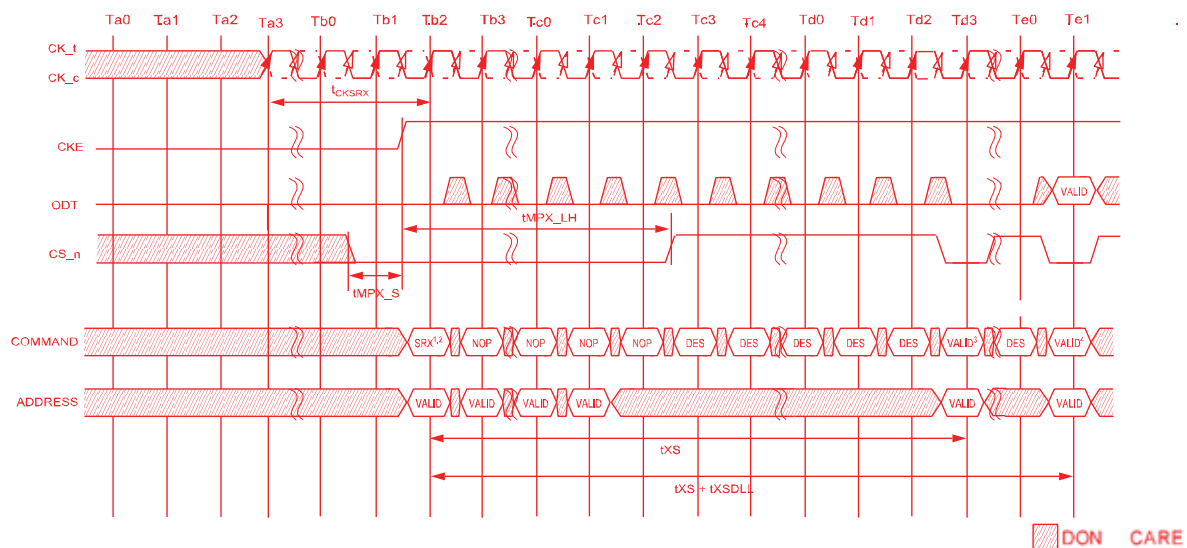 Ta0 Ta1 Ta2 Ta3 Tb0 Tb1 Tb2 Tb3 Tc0 Tc1 Tc2 Tc3 Tc4 Td0 Td1 Td2 Td3 Te0 Te1
CK_t
CK_c
tCKSRX
CKE
ODT VALID
tMPX_LH
CS_n
tMPX_S
COMMAND SRX1,2 NOP NOP NOP NOP DES DES DES DES DES VALID3 DES VALID4
ADDRESS VALID VALID VALID VALID VALID VALID
tXS
tXS + tXSDLL
DON CARE